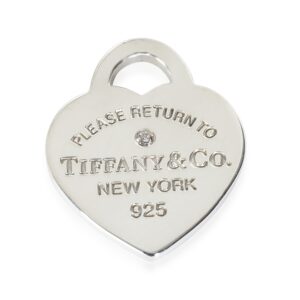 PLEASE RETURN TO
TIFFANY & CO.
NEW YORK
925